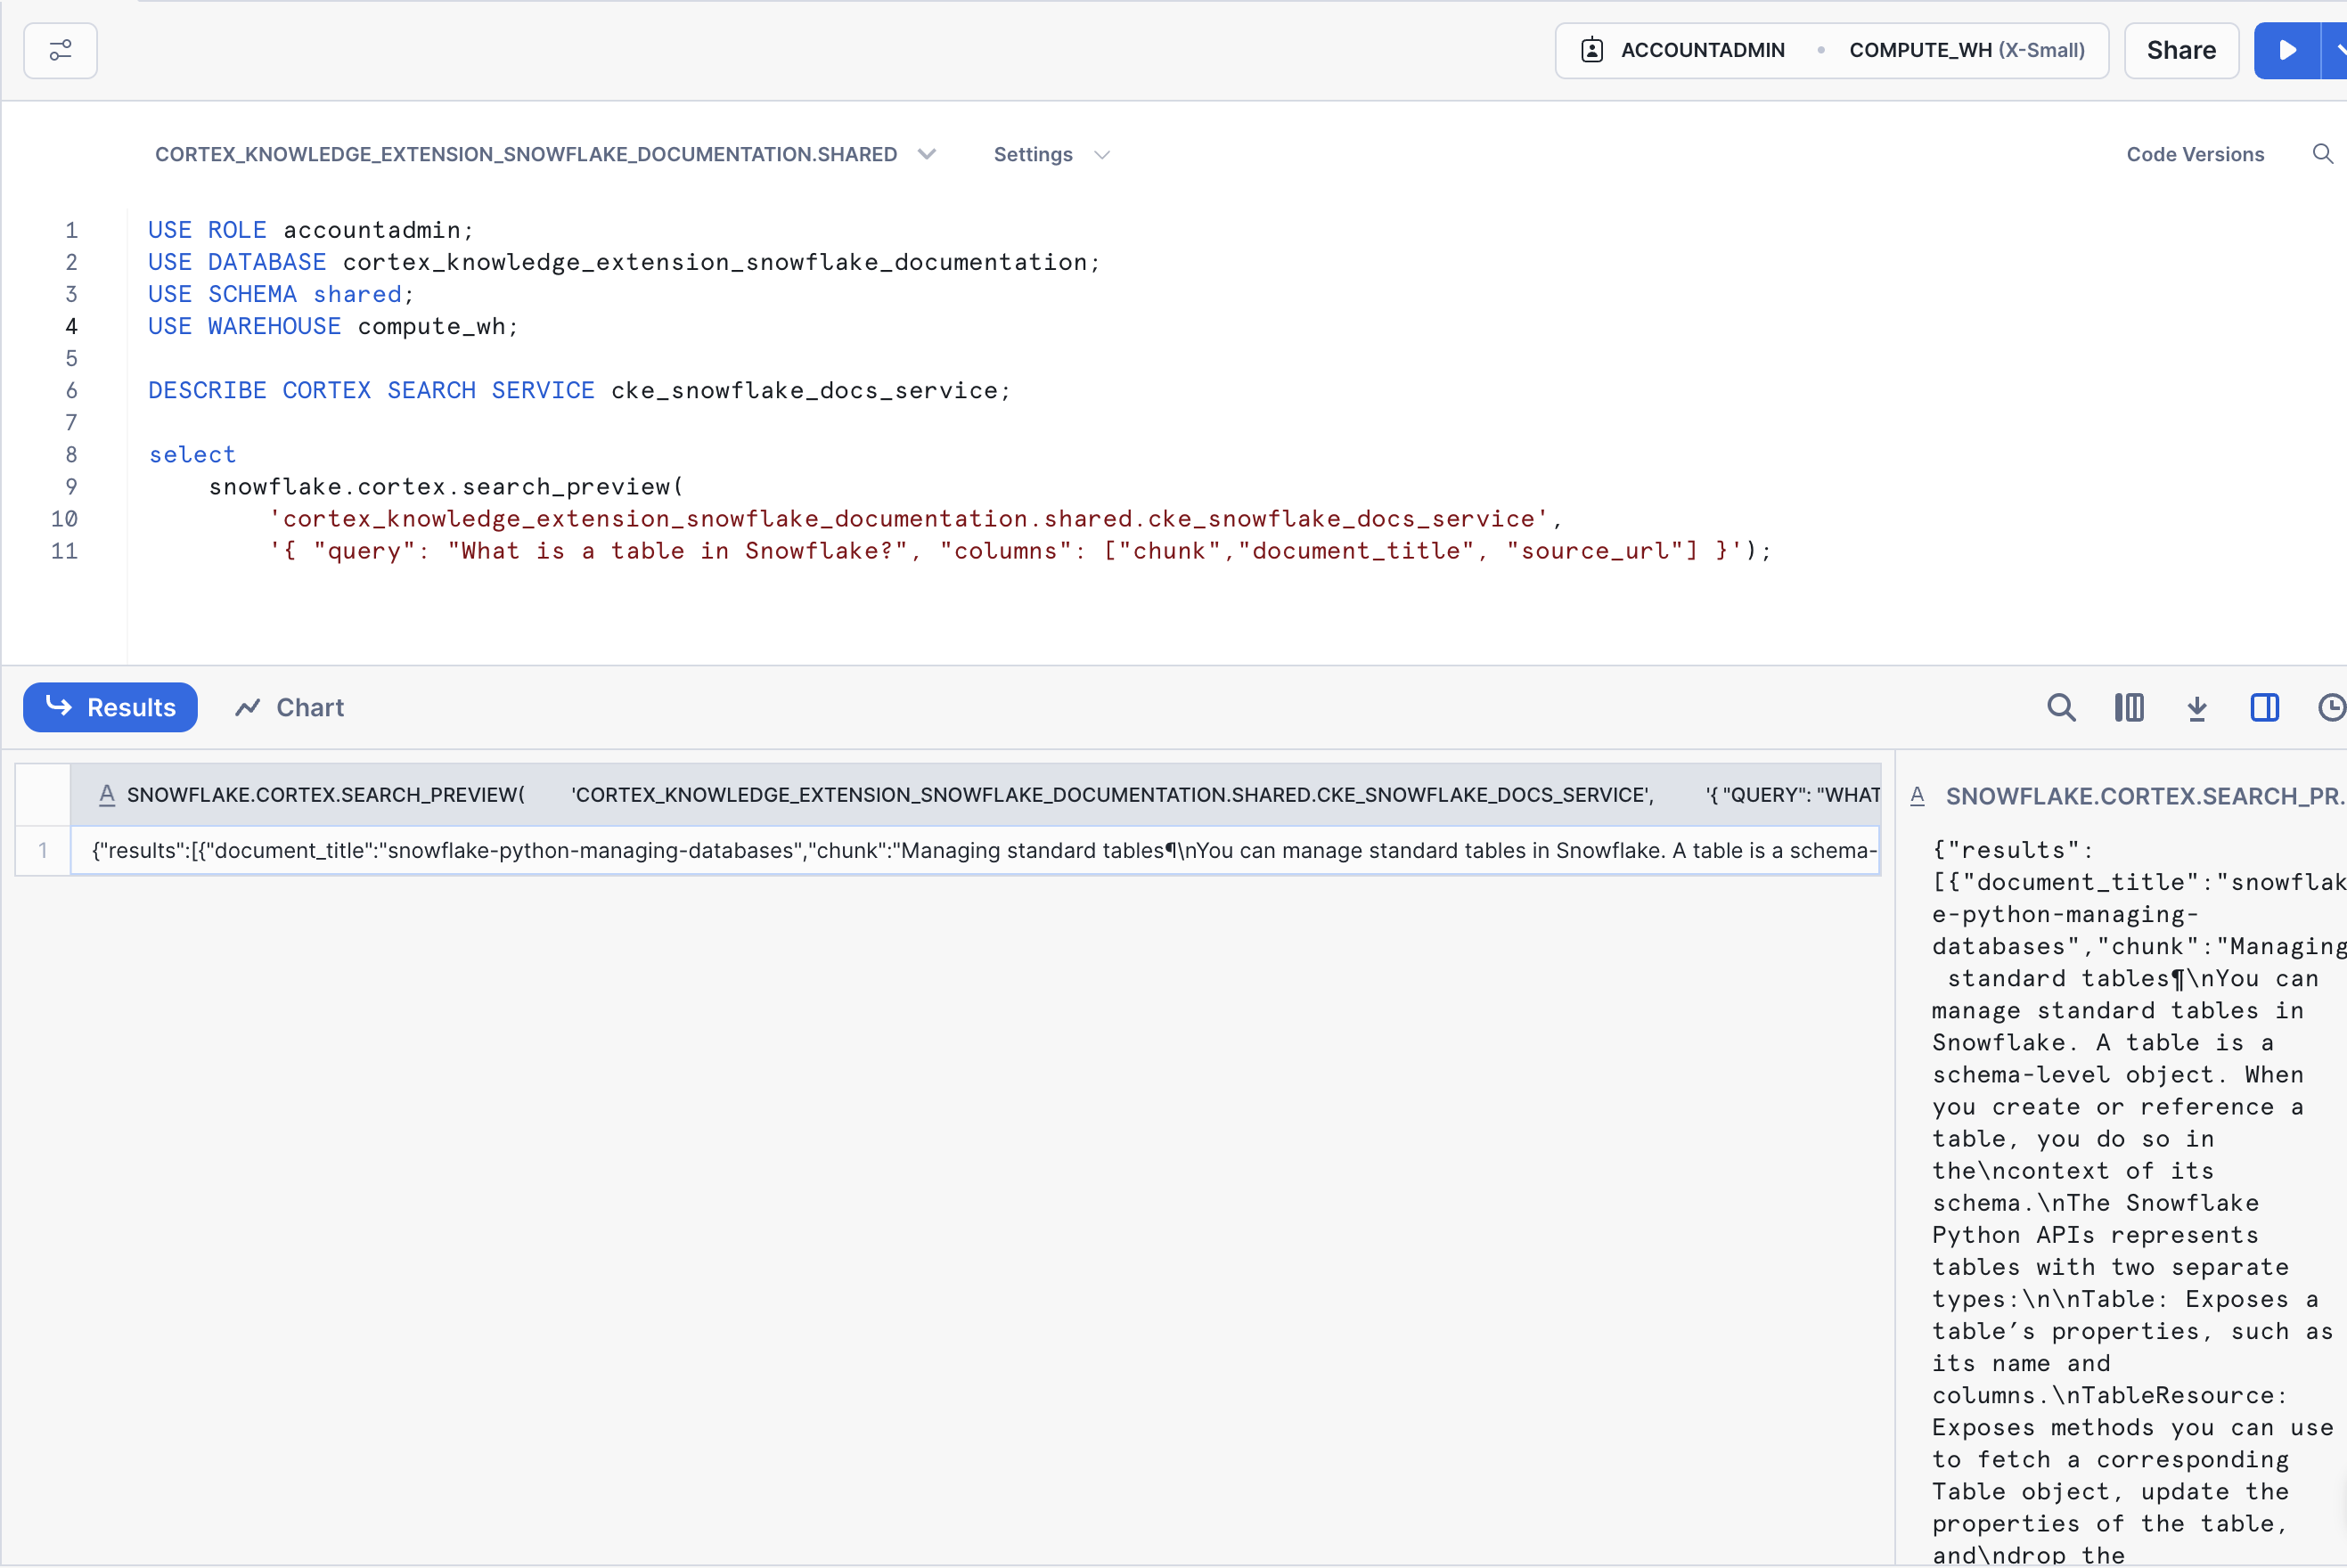 ACCOUNTADMIN • COMPUTE_WH (X-Small) Share
CORTEX_KNOWLEDGE_EXTENSION_SNOWFLAKE_DOCUMENTATION.SHARED Settings Code Versions
1 USE ROLE accountadmin;
2 USE DATABASE cortex_knowledge_extension_snowflake_documentation;
3 USE SCHEMA shared;
4 USE WAREHOUSE compute_wh;
5
6 DESCRIBE CORTEX SEARCH SERVICE cke_snowflake_docs_service;
7
8 select
9 snowflake.cortex.search_preview(
10 'cortex_knowledge_extension_snowflake_documentation.shared.cke_snowflake_docs_service',
11 '{ "query": "What is a table in Snowflake?", "columns": ["chunk","document_title", "source_url"] }');
Results Chart
A SNOWFLAKE.CORTEX.SEARCH_PREVIEW( 'CORTEX_KNOWLEDGE_EXTENSION_SNOWFLAKE_DOCUMENTATION.SHARED.CKE_SNOWFLAKE_DOCS_SERVICE', '{ "QUERY": "WHAT
1 {"results":[{"document_title":"snowflake-python-managing-databases","chunk":"Managing standard tables¶\nYou can manage standard tables in Snowflake. A table is a schema-
A SNOWFLAKE.CORTEX.SEARCH_PR.
{"results":
[{"document_title":"snowflak
e-python-managing-
databases","chunk":"Managing
standard tables¶\nYou can
manage standard tables in
Snowflake. A table is a
schema-level object. When
you create or reference a
table, you do so in
the\ncontext of its
schema.\nThe Snowflake
Python APIs represents
tables with two separate
types:\n\nTable: Exposes a
table’s properties, such as
its name and
columns.\nTableResource:
Exposes methods you can use
to fetch a corresponding
Table object, update the
properties of the table,
and\ndrop the